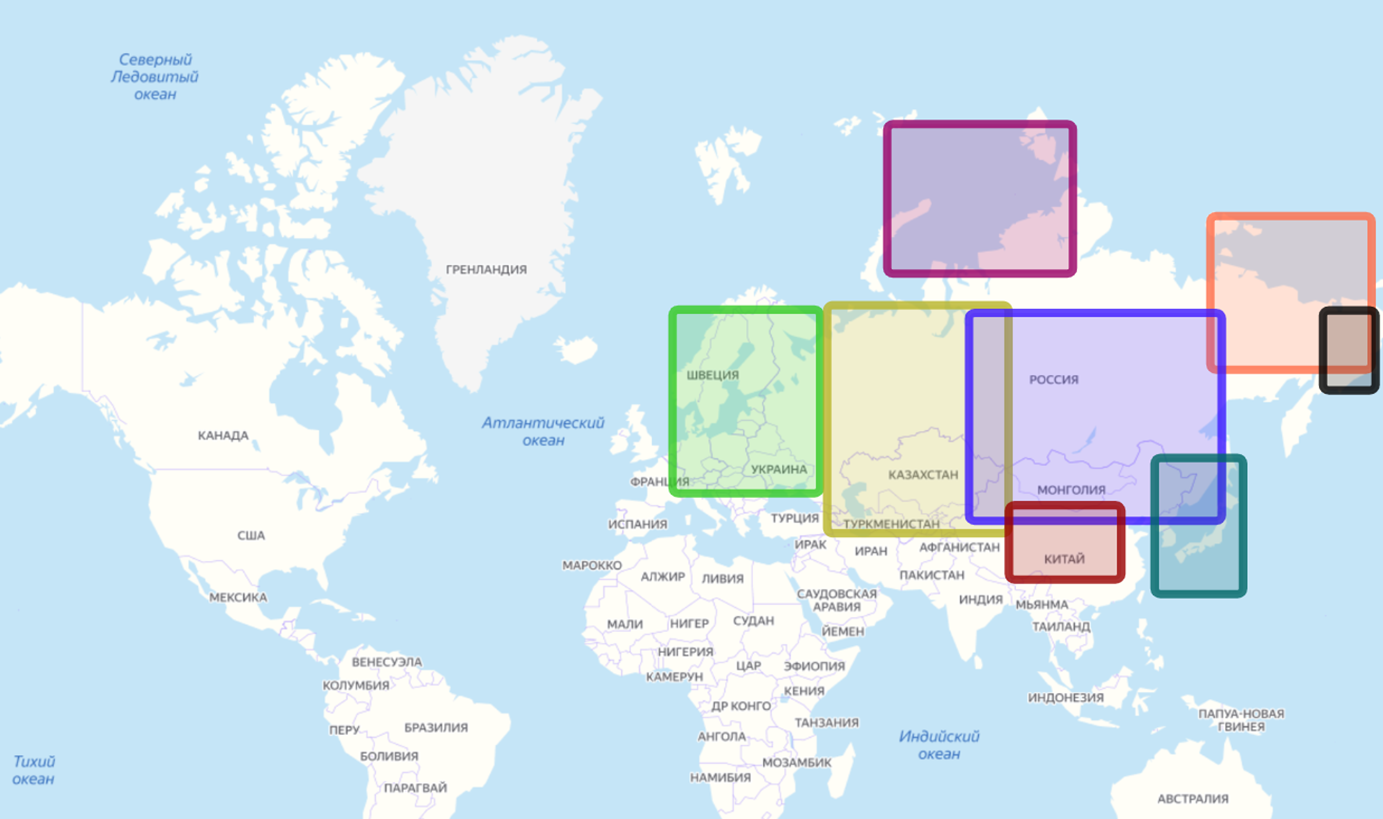 Северный
Ледовитый
океан
ГРЕНЛАНДИЯ
ШВЕЦИЯ
РОССИЯ
Атлантический
океан
КАНАДА
УКРАИНА
КАЗАХСТАН
ФРАНЦИЯ
МОНГОЛИЯ
ИСПАНИЯ
ТУРЦИЯ
ТУРКМЕНИСТАН
США
ИРАК
ИРАН
АФГАНИСТАН
КИТАЙ
МАРОККО
АЛЖИР
ЛИВИЯ
ПАКИСТАН
МЕКСИКА
САУДОВСКАЯ
АРАВИЯ
ИНДИЯ
МЬЯНМА
МАЛИ
НИГЕР
СУДАН
ЙЕМЕН
ТАИЛАНД
НИГЕРИЯ
ВЕНЕСУЭЛА
ЦАР
ЭФИОПИЯ
КАМЕРУН
КОЛУМБИЯ
КЕНИЯ
ИНДОНЕЗИЯ
ДР КОНГО
ПАПУА-НОВАЯ
ГВИНЕЯ
ПЕРУ
БРАЗИЛИЯ
ТАНЗАНИЯ
АНГОЛА
Индийский
океан
БОЛИВИЯ
МОЗАМБИК
Тихий
океан
НАМИБИЯ
ПАРАГВАЙ
АВСТРАЛИЯ